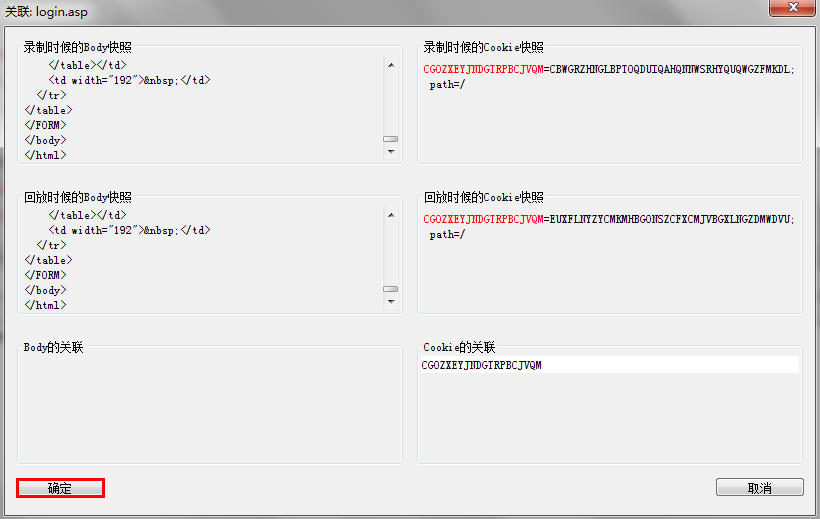 关联: login.asp
录制时候的Body快照
</table></td>
<td width="192">&nbsp;</td>
</tr>
</table>
</FORM>
</body>
</html>
录制时候的Cookie快照
CGOZXEYJNDGTRPBCJVQM=CBWGRZHNGLBPTOQDUIQAHQNNWSRHYQUQWGZFMKDL;
path=/
回放时候的Body快照
</table></td>
<td width="192">&nbsp;</td>
</tr>
</table>
</FORM>
</body>
</html>
回放时候的Cookie快照
CGOZXEYJNDGTRPBCJVQM=EUXFLNYZYCMKMHBGONSZCFXCMJVBGXLNGZDMWDVU;
path=/
Body的关联
Cookie的关联
CGOZXEYJNDGTRPBCJVQM
确定
取消